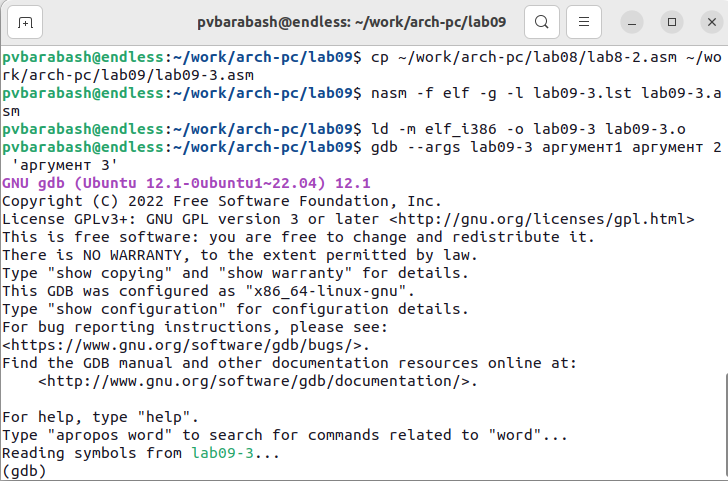 pvbarabash@endless: ~/work/arch-pc/lab09
pvbarabash@endless:~/work/arch-pc/lab09$ cp ~/work/arch-pc/lab08/lab8-2.asm ~/wo
rk/arch-pc/lab09/lab09-3.asm
pvbarabash@endless:~/work/arch-pc/lab09$ nasm -f elf -g -l lab09-3.lst lab09-3.a
sm
pvbarabash@endless:~/work/arch-pc/lab09$ ld -m elf_i386 -o lab09-3 lab09-3.o
pvbarabash@endless:~/work/arch-pc/lab09$ gdb --args lab09-3 аргумент1 аргумент 2
 'аргумент 3'
GNU gdb (Ubuntu 12.1-0ubuntu1~22.04) 12.1
Copyright (C) 2022 Free Software Foundation, Inc.
License GPLv3+: GNU GPL version 3 or later <http://gnu.org/licenses/gpl.html>
This is free software: you are free to change and redistribute it.
There is NO WARRANTY, to the extent permitted by law.
Type "show copying" and "show warranty" for details.
This GDB was configured as "x86_64-linux-gnu".
Type "show configuration" for configuration details.
For bug reporting instructions, please see:
<https://www.gnu.org/software/gdb/bugs/>.
Find the GDB manual and other documentation resources online at:
    <http://www.gnu.org/software/gdb/documentation/>.

For help, type "help".
Type "apropos word" to search for commands related to "word"...
Reading symbols from lab09-3...
(gdb)